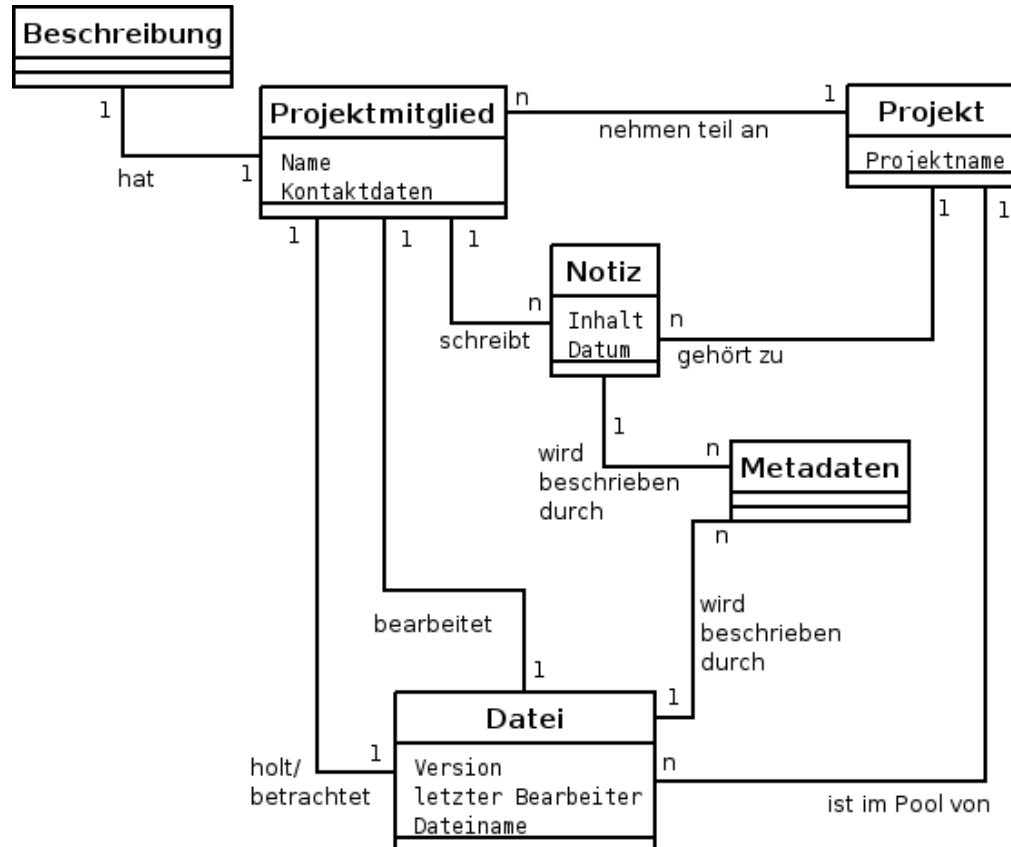 Beschreibung
1
hat
1
Projektmitglied
Name
Kontaktdaten
n
1
nehmen teil an
Projekt
Projektname
1
1
1
1
1
Notiz
Inhalt
Datum
n
schreibt
n
gehört zu
1
wird
beschrieben
durch
n
Metadaten
n
wird
beschrieben
durch
bearbeitet
1
1
Datei
Version
letzter Bearbeiter
Dateiname
1
holt/
betrachtet
n
ist im Pool von